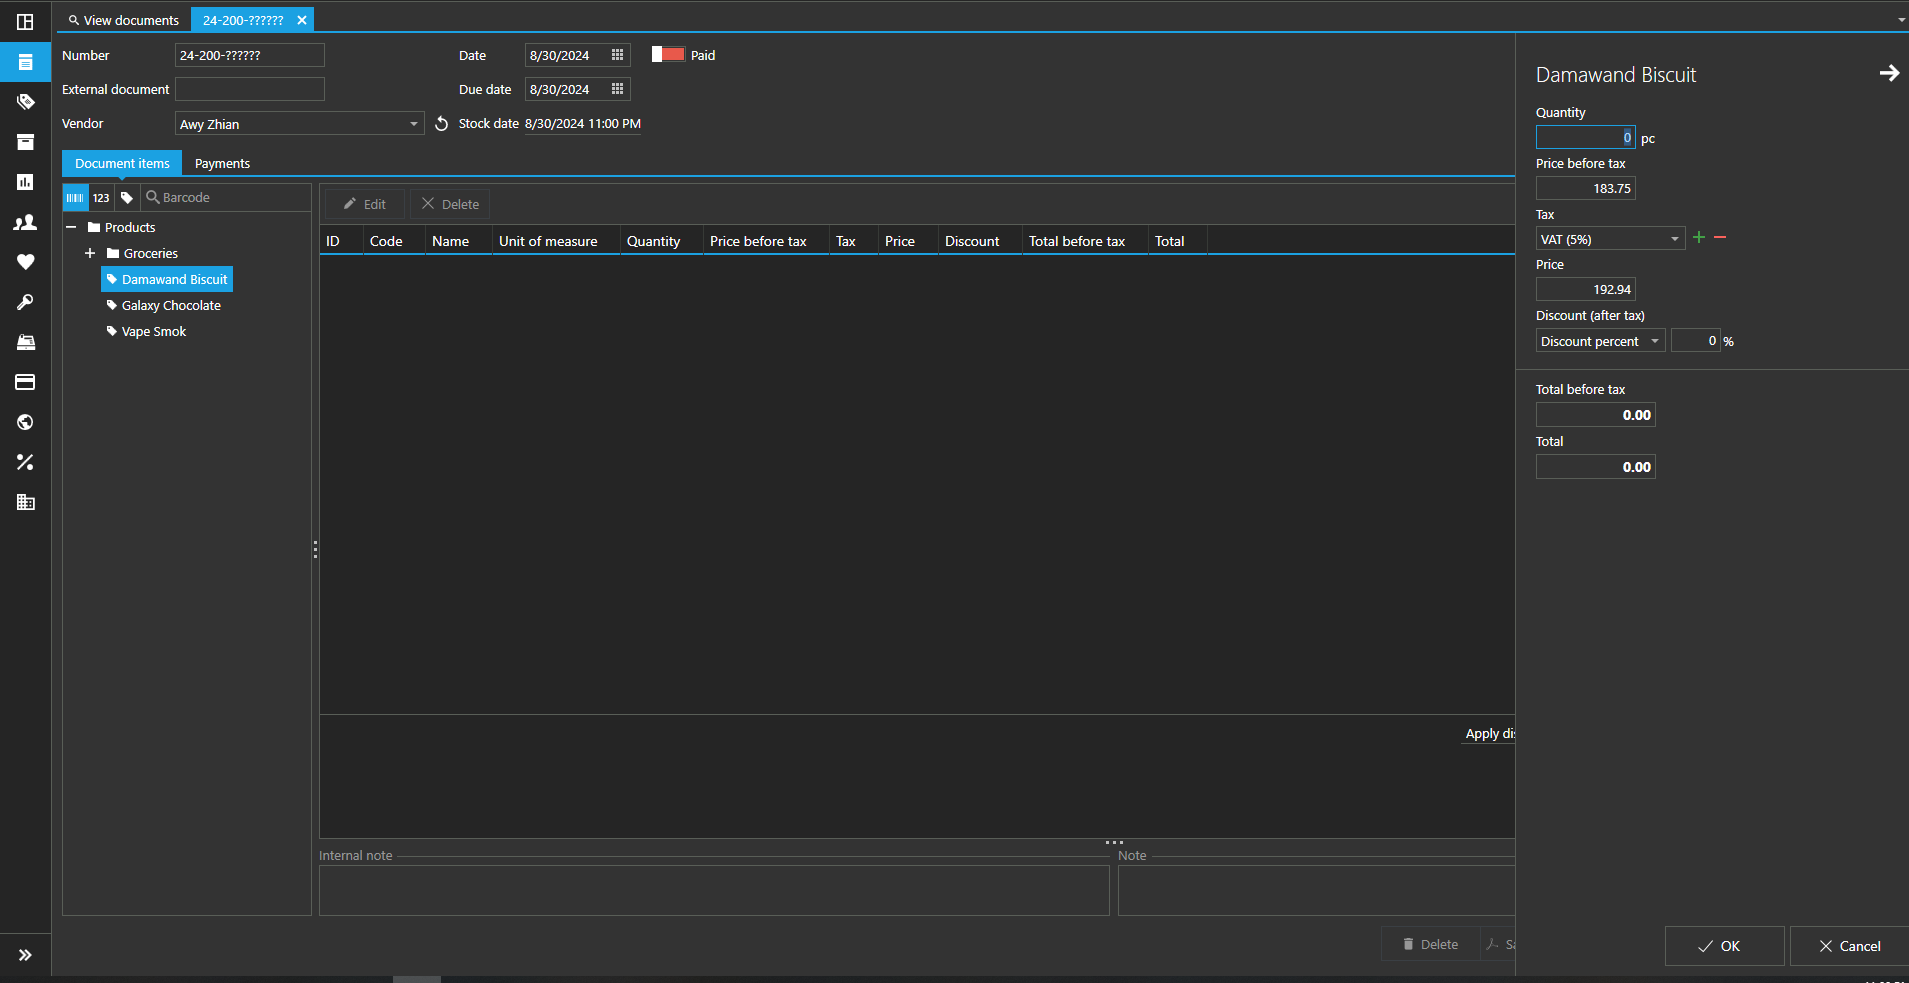 View documents
24-200-??????
Number
24-200-??????
Date
8/30/2024
Paid
External document
Due date
8/30/2024
Vendor
Awy Zhian
Stock date
8/30/2024 11:00 PM
Document items
Payments
123
Barcode
Products
Groceries
Damawand Biscuit
Galaxy Chocolate
Vape Smok
Edit
Delete
ID
Code
Name
Unit of measure
Quantity
Price before tax
Tax
Price
Discount
Total before tax
Total
Apply dis
Internal note
Note
Delete
Sa
Damawand Biscuit
Quantity
0 pc
Price before tax
183.75
Tax
VAT (5%)
Price
192.94
Discount (after tax)
Discount percent
0 %
Total before tax
0.00
Total
0.00
OK
Cancel